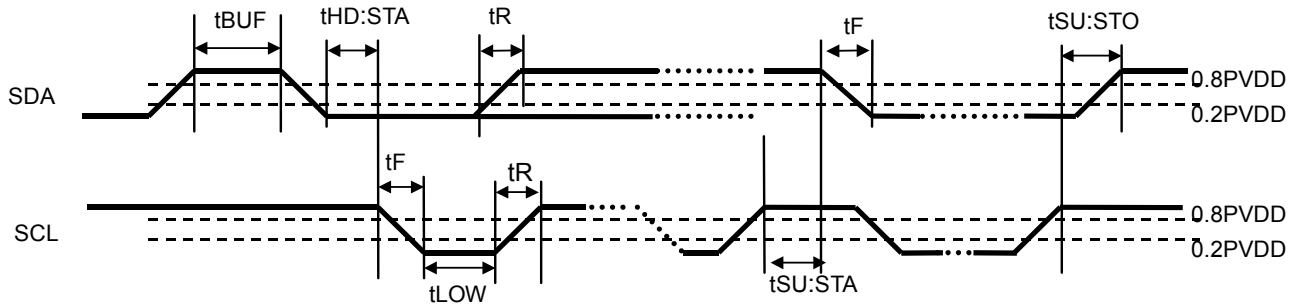 tBUF
tHD:STA
tR
tF
tSU:STO
SDA
0.8PVDD
0.2PVDD
tF
tR
SCL
0.8PVDD
0.2PVDD
tLOW
tSU:STA